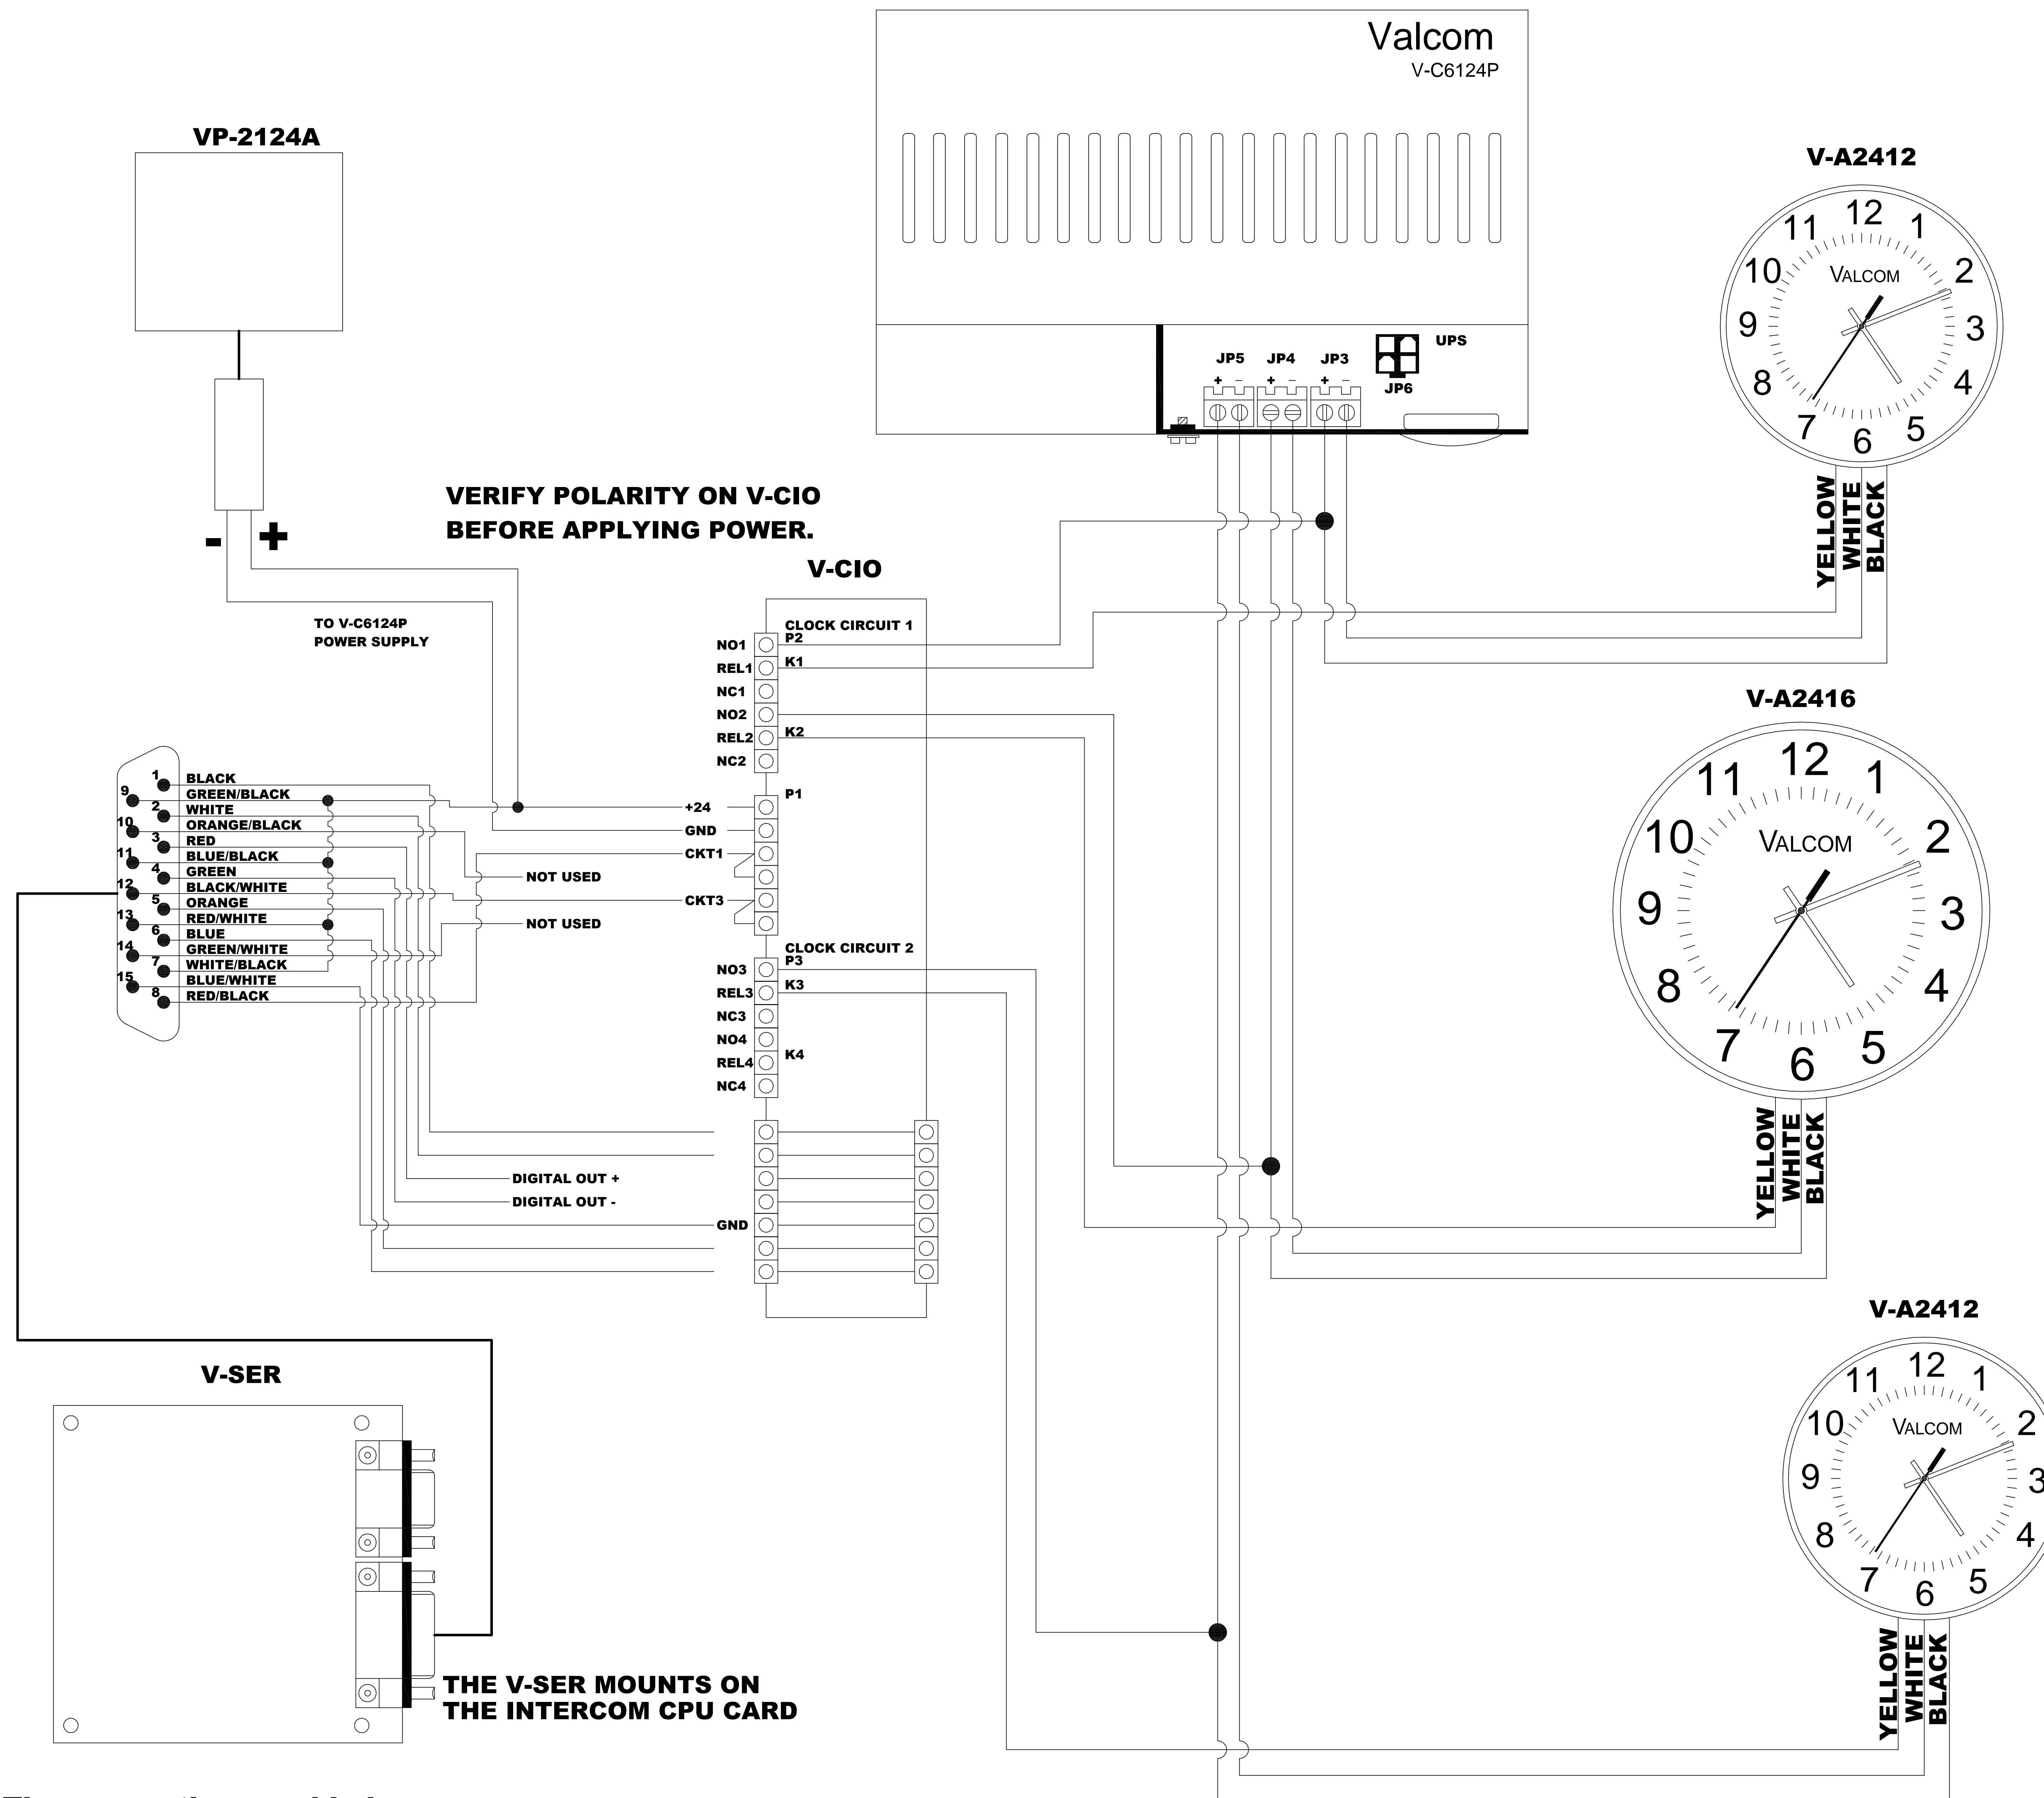 Valcom
V-C6124P
VP-2124A
V-A2412
12
1
2
3
4
5
6
7
8
9
10
11
VALCOM
YELLOW
WHITE
BLACK
UPS
JP5
JP4
JP3
+ –
+ –
+ –
JP6
- +
VERIFY POLARITY ON V-CIO
BEFORE APPLYING POWER.
V-CIO
TO V-C6124P
POWER SUPPLY
CLOCK CIRCUIT 1
P2
NO1
REL1
K1
NC1
NO2
REL2
K2
NC2
P1
+24
GND
CKT1
CKT3
NOT USED
NOT USED
CLOCK CIRCUIT 2
P3
NO3
REL3
K3
NC3
NO4
REL4
K4
NC4
DIGITAL OUT +
DIGITAL OUT -
GND
1 BLACK
9 GREEN/BLACK
2 WHITE
10 ORANGE/BLACK
3 RED
11 BLUE/BLACK
4 GREEN
12 BLACK/WHITE
5 ORANGE
13 RED/WHITE
6 BLUE
14 GREEN/WHITE
7 WHITE/BLACK
15 BLUE/WHITE
8 RED/BLACK
V-A2416
12
1
2
3
4
5
6
7
8
9
10
11
VALCOM
YELLOW
WHITE
BLACK
V-A2412
12
1
2
3
4
5
6
7
8
9
10
11
VALCOM
YELLOW
WHITE
BLACK
V-SER
THE V-SER MOUNTS ON
THE INTERCOM CPU CARD